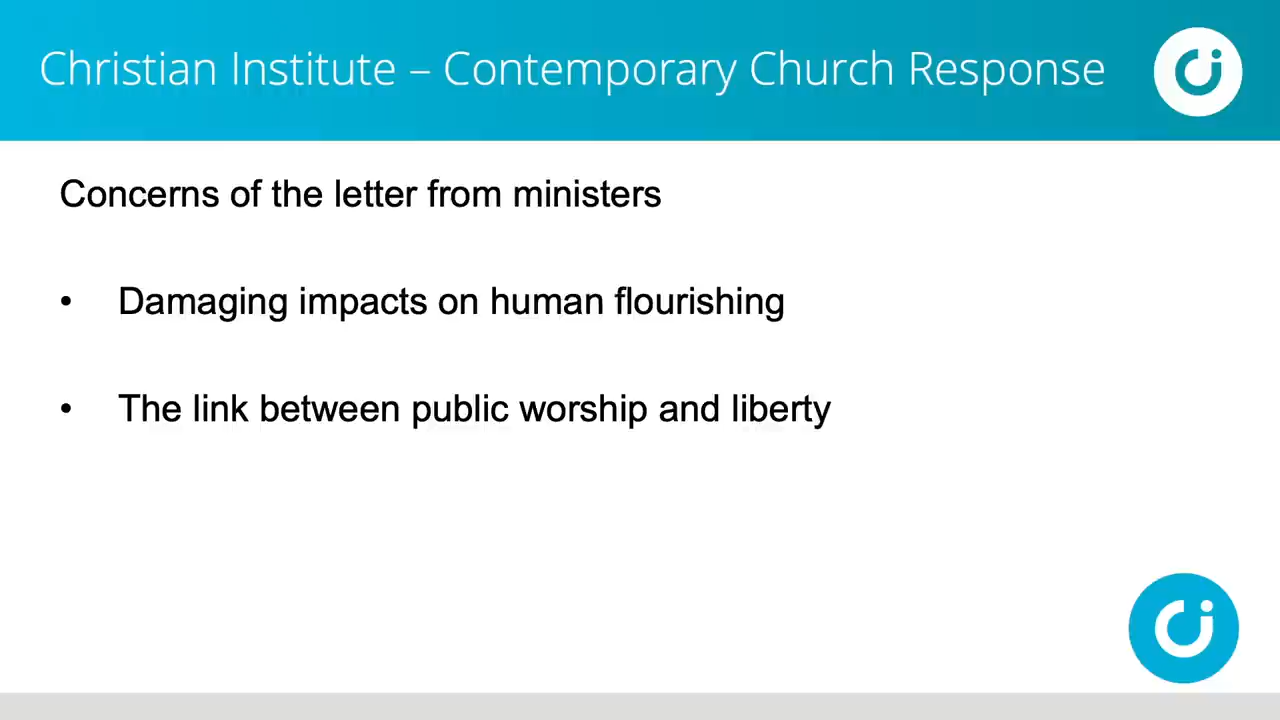 Christian Institute – Contemporary Church Response
Concerns of the letter from ministers
• Damaging impacts on human flourishing
• The link between public worship and liberty